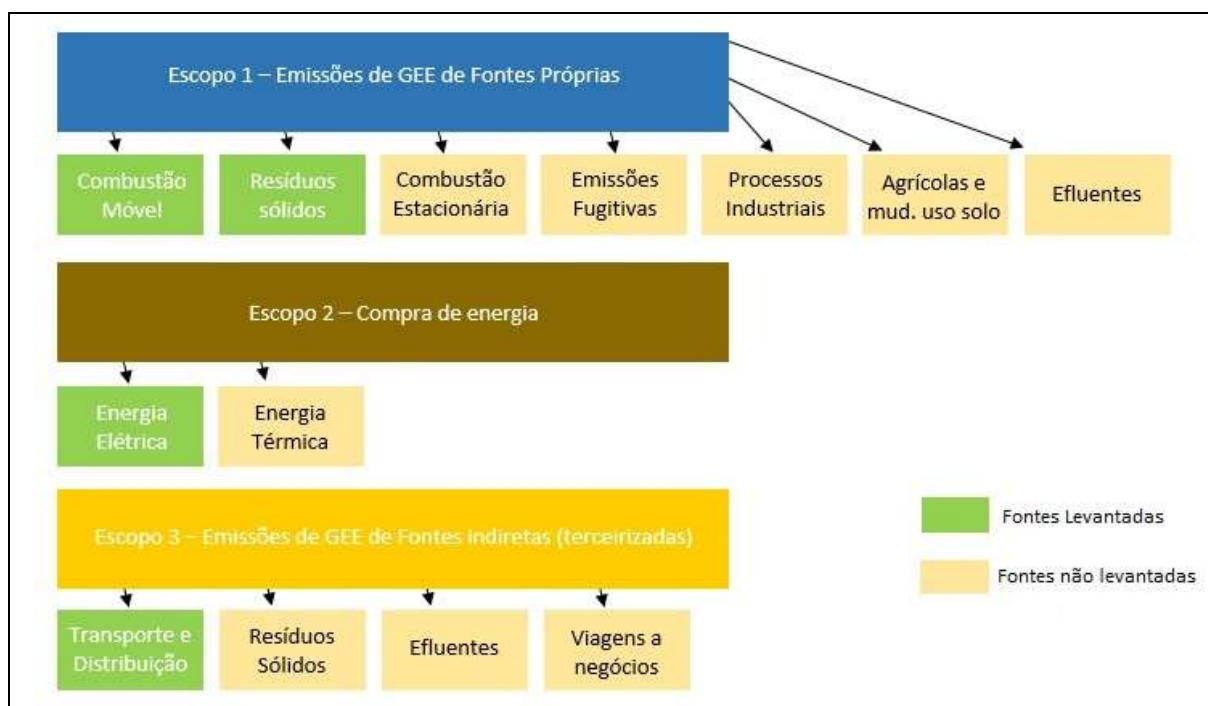 Escopo 1 – Emissões de GEE de Fontes Próprias
Combustão
Móvel
Resíduos
sólidos
Combustão
Estacionária
Emissões
Fugitivas
Processos
Industriais
Agrícolas e
mud. uso solo
Efluentes
Escopo 2 – Compra de energia
Energia
Elétrica
Energia
Térmica
Escopo 3 – Emissões de GEE de Fontes Indiretas (terceirizadas)
Transporte e
Distribuição
Resíduos
Sólidos
Efluentes
Viagens a
negócios
Fontes Levantadas
Fontes não levantadas